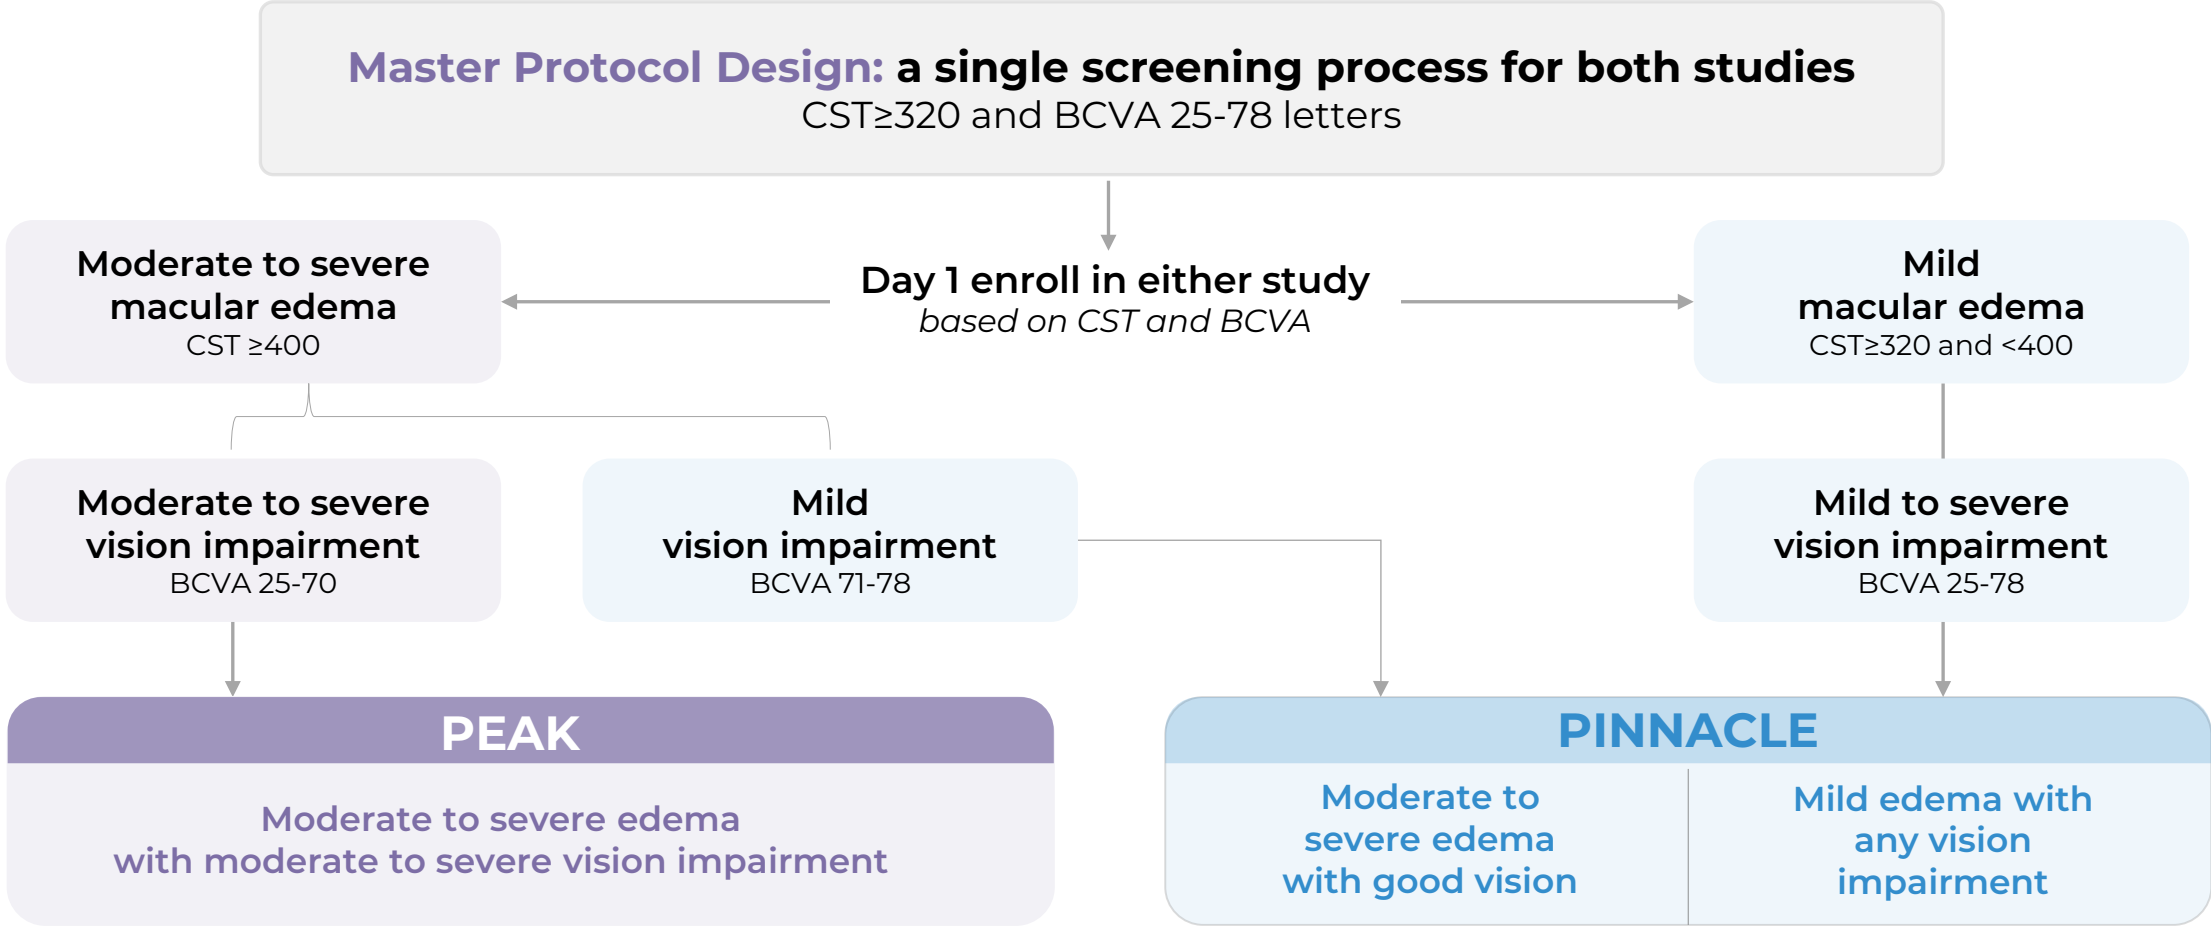 Master Protocol Design: a single screening process for both studies
CST≥320 and BCVA 25-78 letters
Moderate to severe
macular edema
CST ≥400
Day 1 enroll in either study
based on CST and BCVA
Mild
macular edema
CST≥320 and <400
Moderate to severe
vision impairment
BCVA 25-70
Mild
vision impairment
BCVA 71-78
Mild to severe
vision impairment
BCVA 25-78
PEAK
Moderate to severe edema
with moderate to severe vision impairment
PINNACLE
Moderate to
severe edema
with good vision
Mild edema with
any vision
impairment